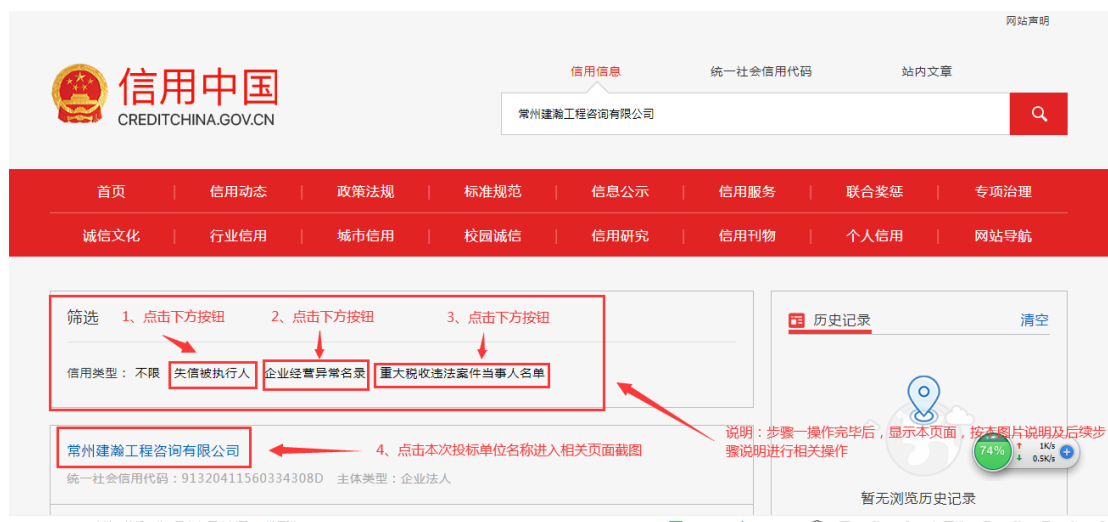 网站声明
信用中国
CREDITCHINA.GOV.CN
信用信息 统一社会信用代码 站内文章
常州建瀚工程咨询有限公司
首页 信用动态 政策法规 标准规范 信息公示 信用服务 联合奖惩 专项治理
诚信文化 行业信用 城市信用 校园诚信 信用研究 信用刊物 个人信用 网站导航
筛选 1、点击下方按钮 2、点击下方按钮 3、点击下方按钮
信用类型： 不限 失信被执行人 企业经营异常名录 重大税收违法案件当事人名单
常州建瀚工程咨询有限公司 4、点击本次投标单位名称进入相关页面截图
统一社会信用代码：91320411560334308D 主体类型：企业法人
历史记录 清空
说明：步骤一操作完毕后，显示本页面，按本图片说明及后续步
骤说明进行相关操作
74% 1K/s
0.5K/s
暂无浏览历史记录